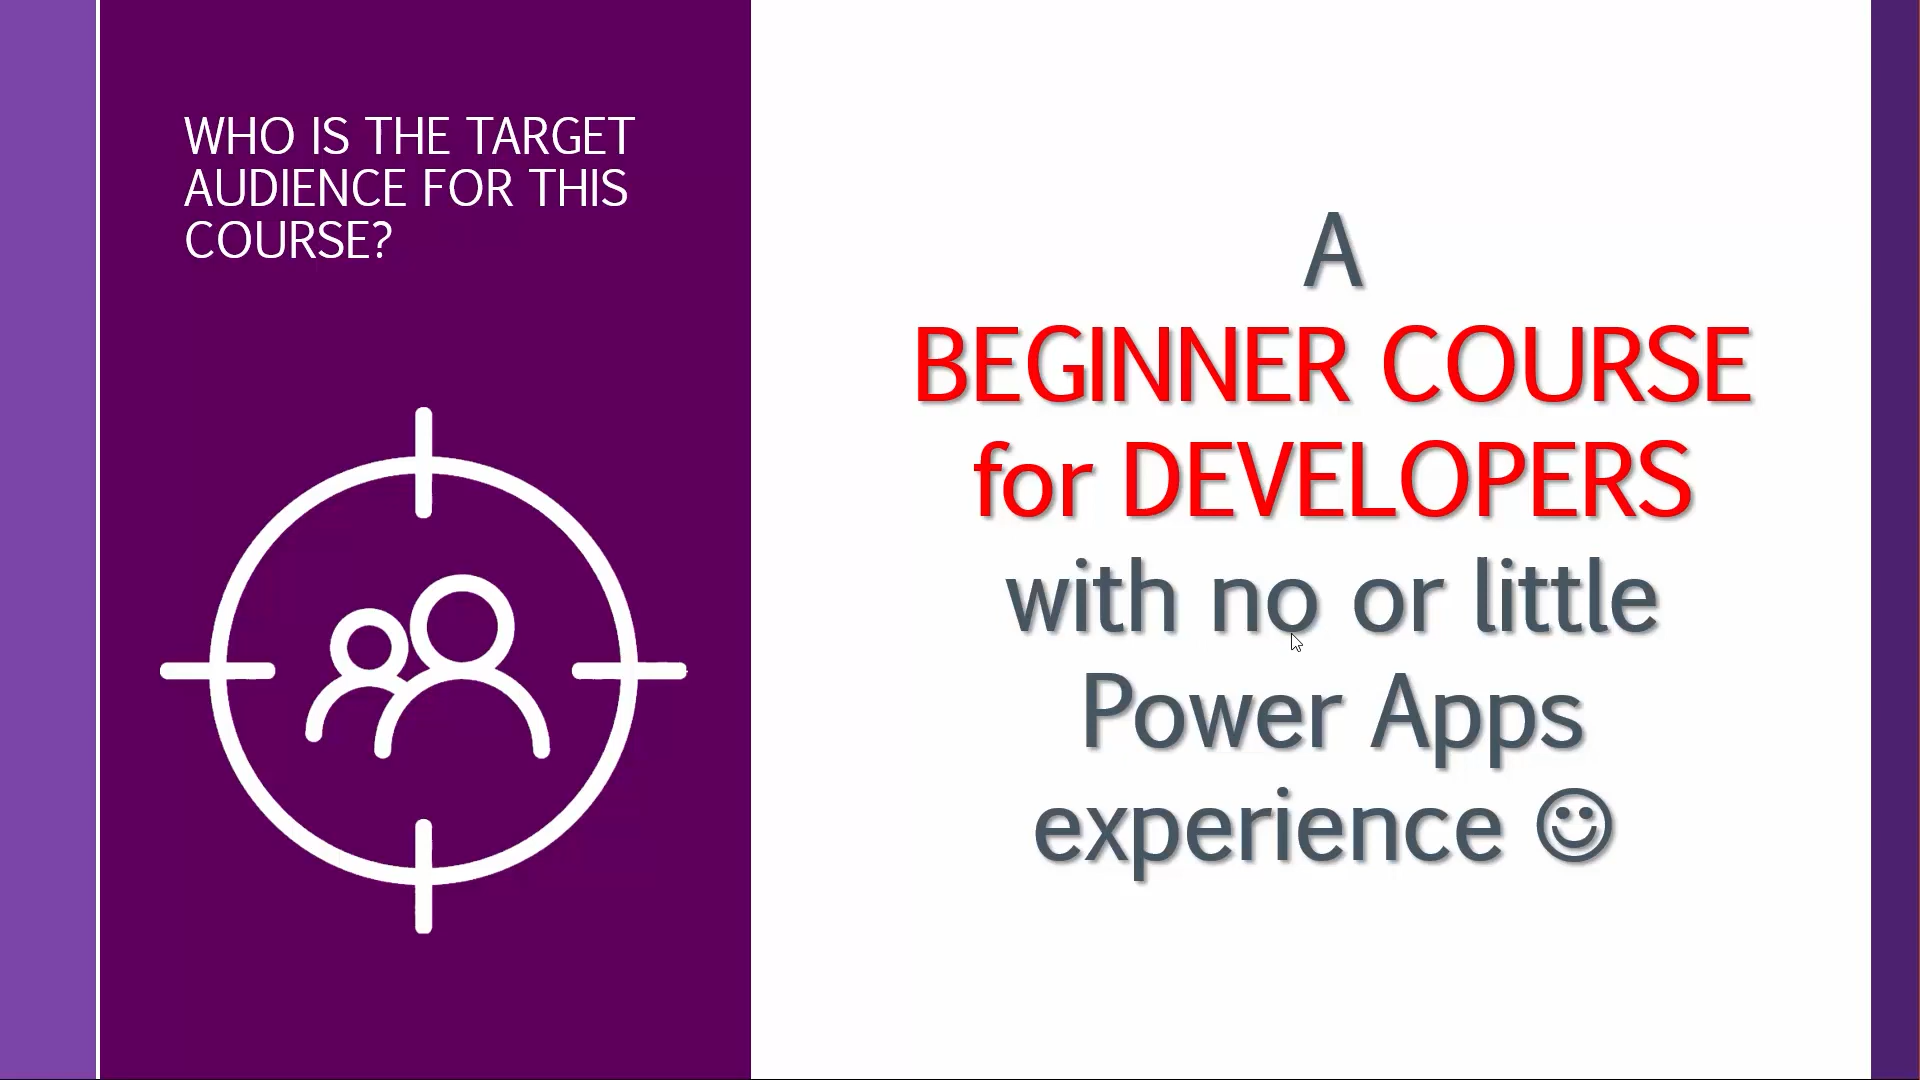 WHO IS THE TARGET
AUDIENCE FOR THIS
COURSE?
A
BEGINNER COURSE
for DEVELOPERS
with no or little
Power Apps
experience ☺